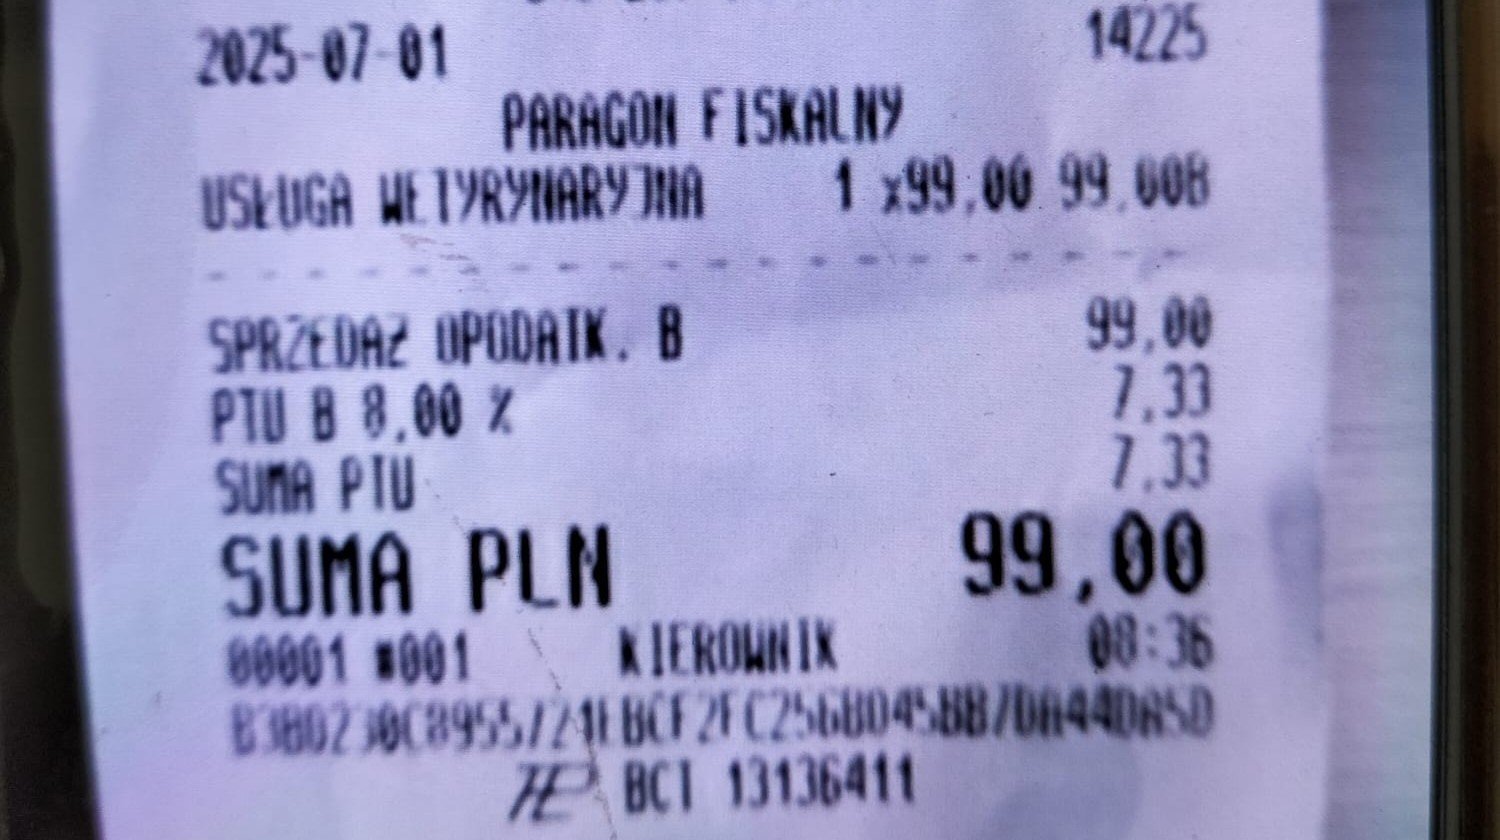 2025-07-01 14225
PARAGON FISKALNY
USŁUGA WETYRYNARYJNA 1 x99,00 99,00B
SPRZEDAŻ OPODATK. B 99,00
PTU B 8,00 % 7,33
SUMA PTU 7,33
SUMA PLN 99,00
00001 #001 KIEROWNIK 08:36
BCI 13136411